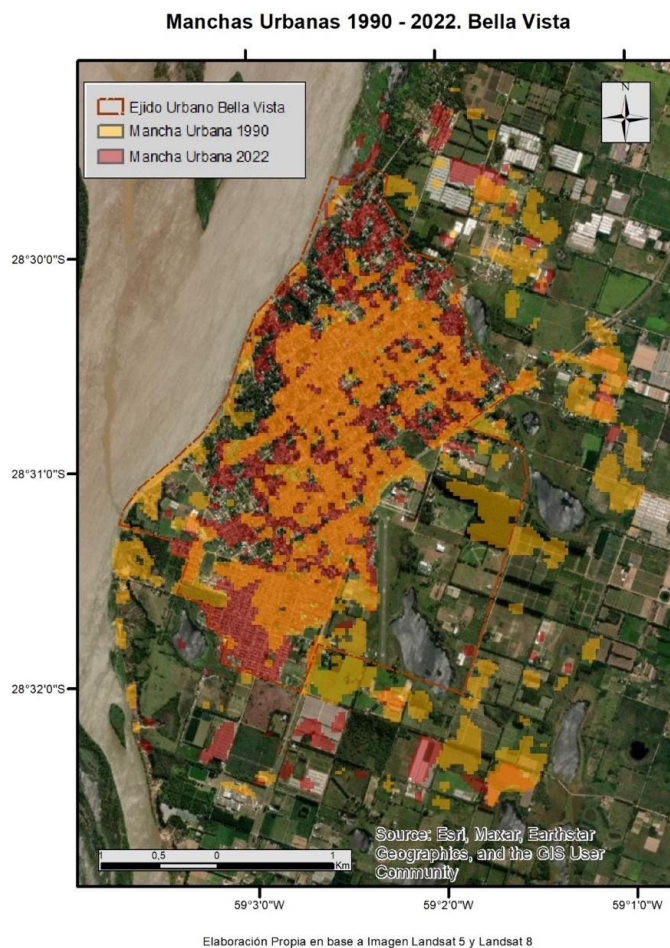 Manchas Urbanas 1990 - 2022. Bella Vista
Ejido Urbano Bella Vista
Mancha Urbana 1990
Mancha Urbana 2022
N
28°30'0"S
28°31'0"S
28°32'0"S
Source: Esri, Maxar, Earthstar
Geographics, and the GIS User
Community
1 0,5 0 1
Km
59°3'0"W 59°2'0"W 59°1'0"W
Elaboración Propia en base a Imagen Landsat 5 y Landsat 8